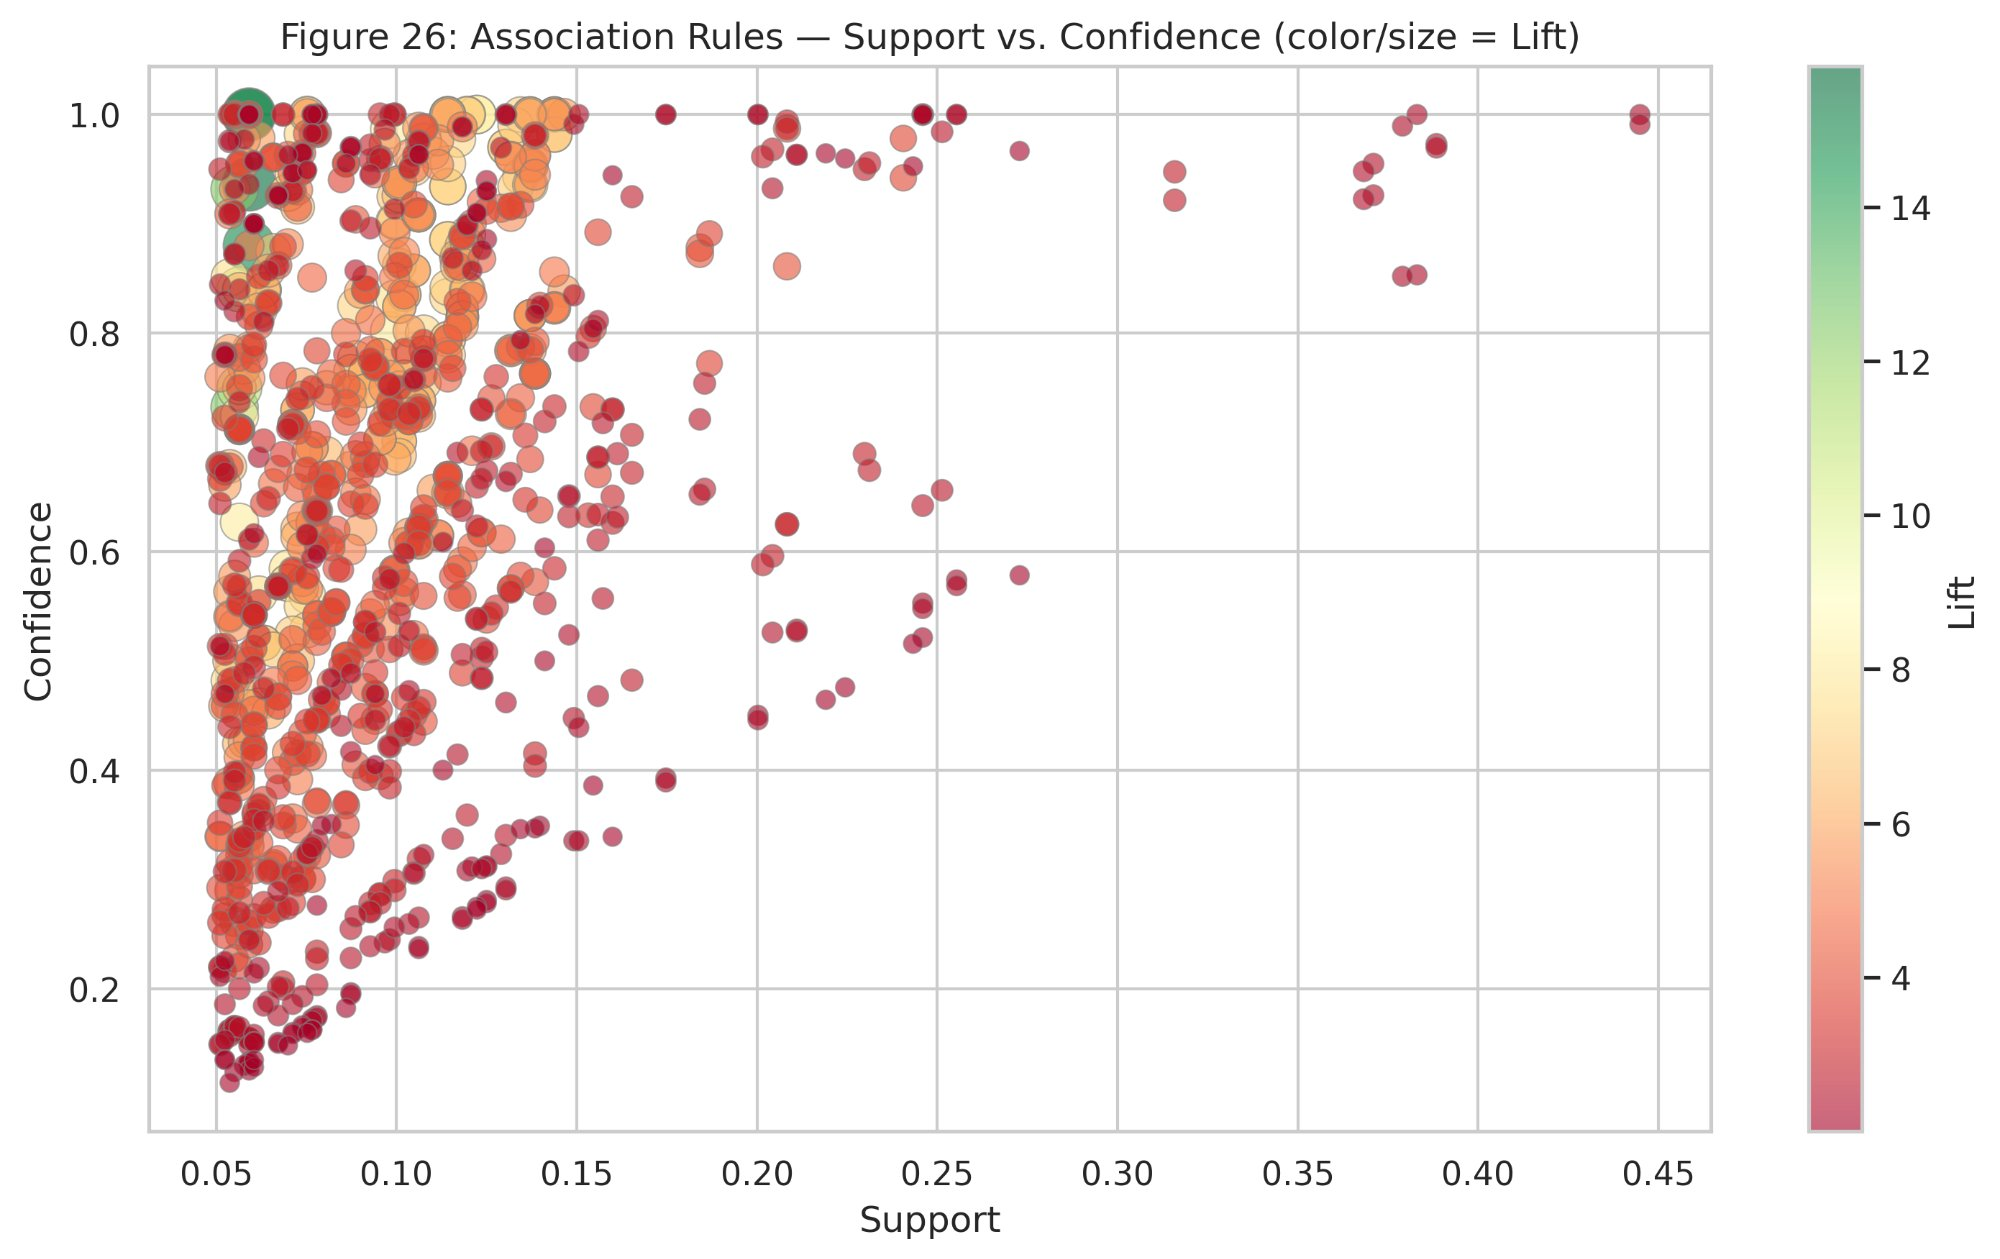 Figure 26: Association Rules — Support vs. Confidence (color/size = Lift)
1.0
0.8
0.6
0.4
0.2
Confidence
0.05 0.10 0.15 0.20 0.25 0.30 0.35 0.40 0.45
Support
14
12
10
8
6
4
Lift